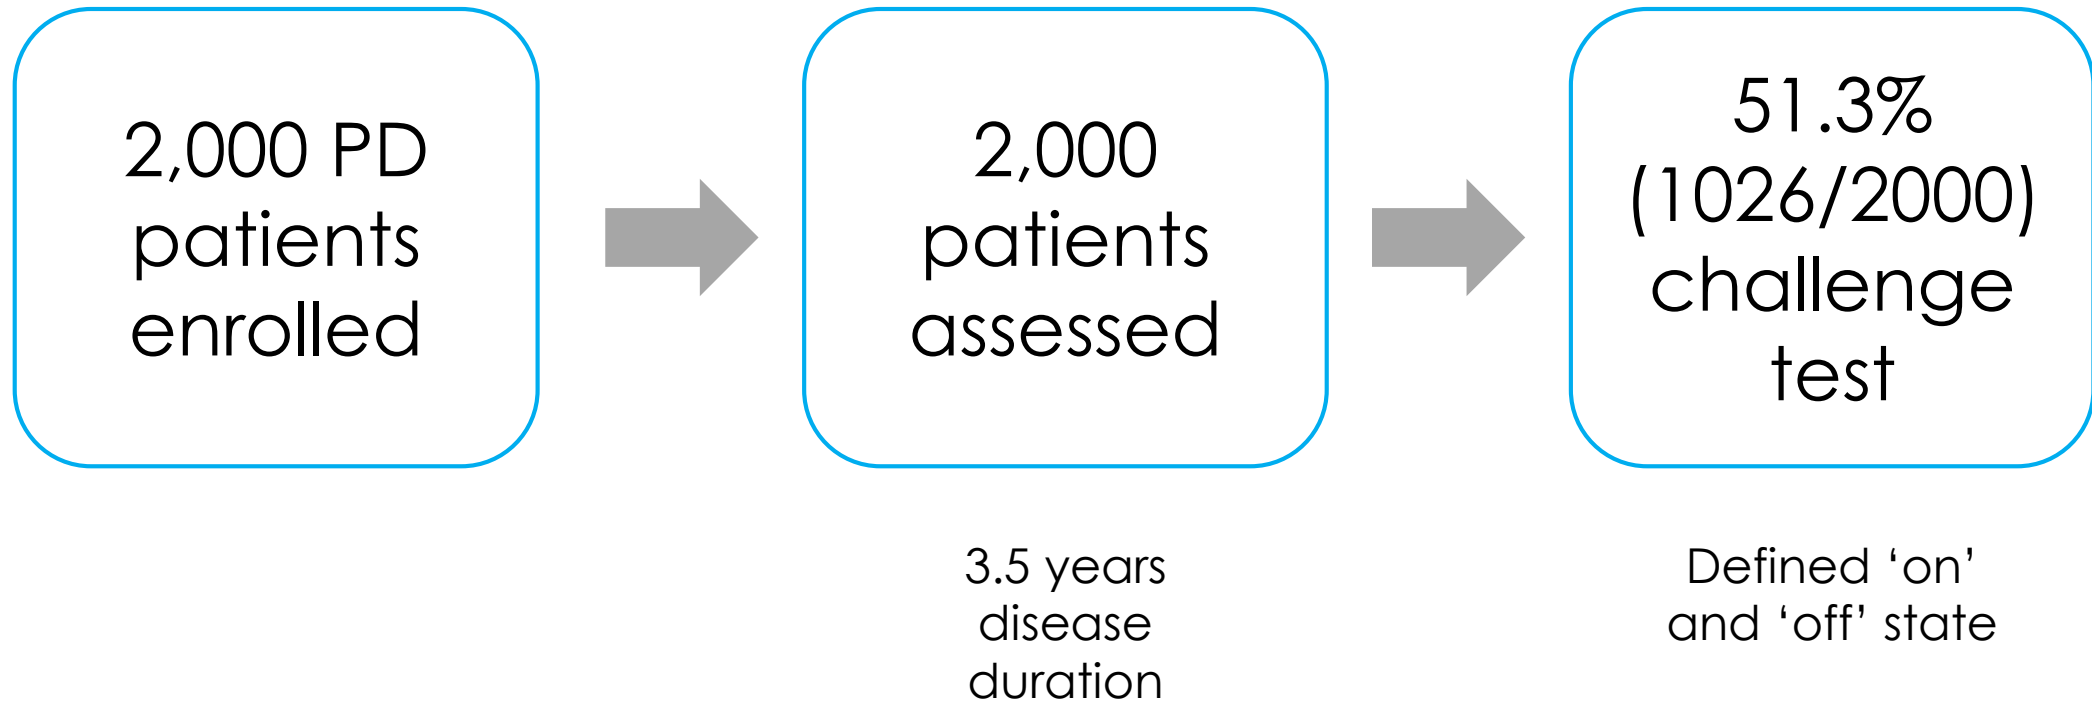 2,000 PD
patients
enrolled
2,000
patients
assessed
51.3%
(1026/2000)
challenge
test
3.5 years
disease
duration
Defined ‘on’
and ‘off’ state